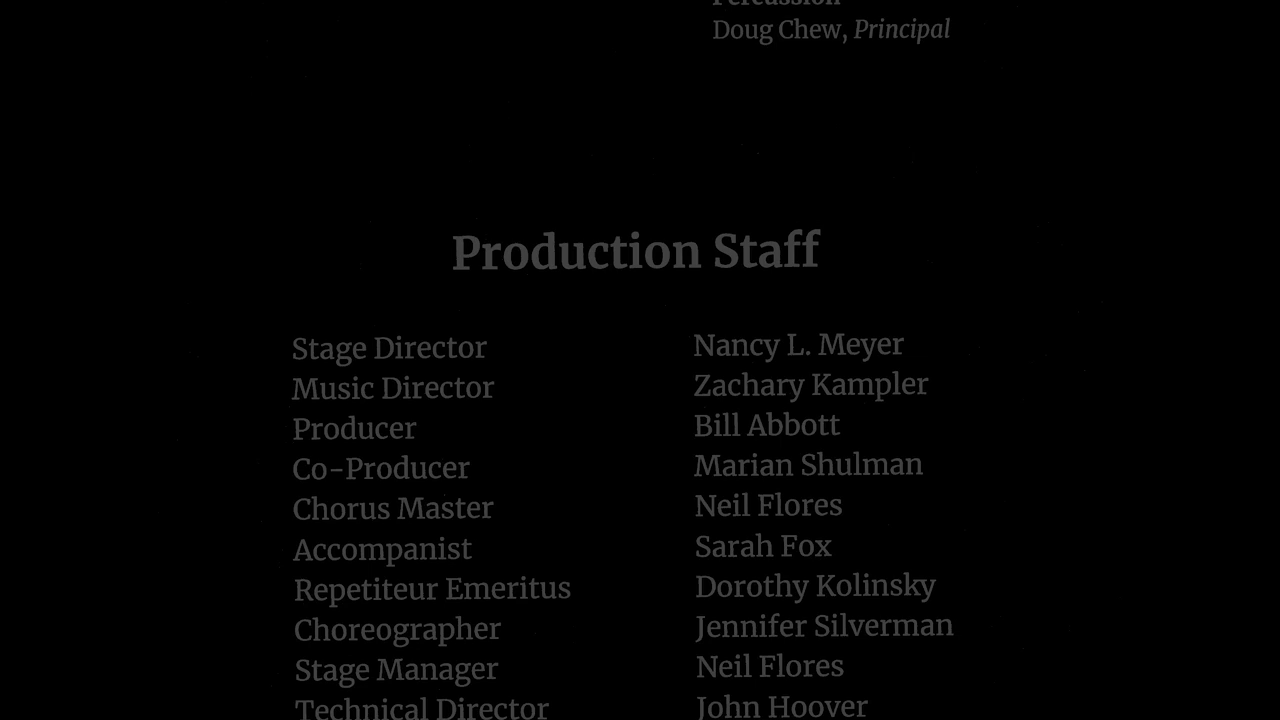 Percussion
Doug Chew, Principal
Production Staff
Stage Director Nancy L. Meyer
Music Director Zachary Kampler
Producer Bill Abbott
Co-Producer Marian Shulman
Chorus Master Neil Flores
Accompanist Sarah Fox
Repetiteur Emeritus Dorothy Kolinsky
Choreographer Jennifer Silverman
Stage Manager Neil Flores
Technical Director John Hoover